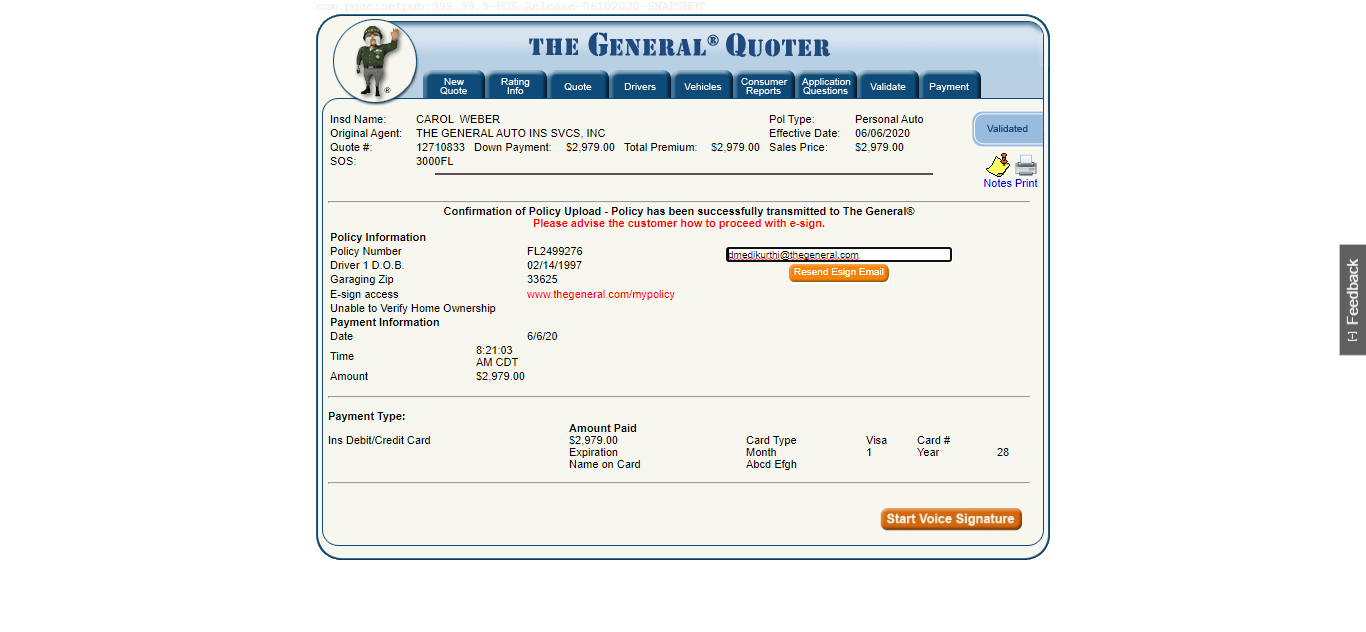 com.pgac:netpub:999.99.9-POS-Release-06102020-SNAPSHOT
THE GENERAL® QUOTER
®
New Quote
Rating Info
Quote
Drivers
Vehicles
Consumer Reports
Application Questions
Validate
Payment
Insd Name: CAROL WEBER Pol Type: Personal Auto
Original Agent: THE GENERAL AUTO INS SVCS, INC Effective Date: 06/06/2020
Quote #: 12710833 Down Payment: $2,979.00 Total Premium: $2,979.00 Sales Price: $2,979.00
SOS: 3000FL
Validated
Notes Print
Confirmation of Policy Upload - Policy has been successfully transmitted to The General®
Please advise the customer how to proceed with e-sign.
Policy Information
Policy Number FL2499276 dmedikurthi@thegeneral.com
Driver 1 D.O.B. 02/14/1997 Resend Esign Email
Garaging Zip 33625
E-sign access www.thegeneral.com/mypolicy
Unable to Verify Home Ownership
Payment Information
Date 6/6/20
Time 8:21:03 AM CDT
Amount $2,979.00
Payment Type:
Amount Paid
Ins Debit/Credit Card $2,979.00 Card Type Visa Card #
Expiration Month 1 Year 28
Name on Card Abcd Efgh
Start Voice Signature
[-] Feedback